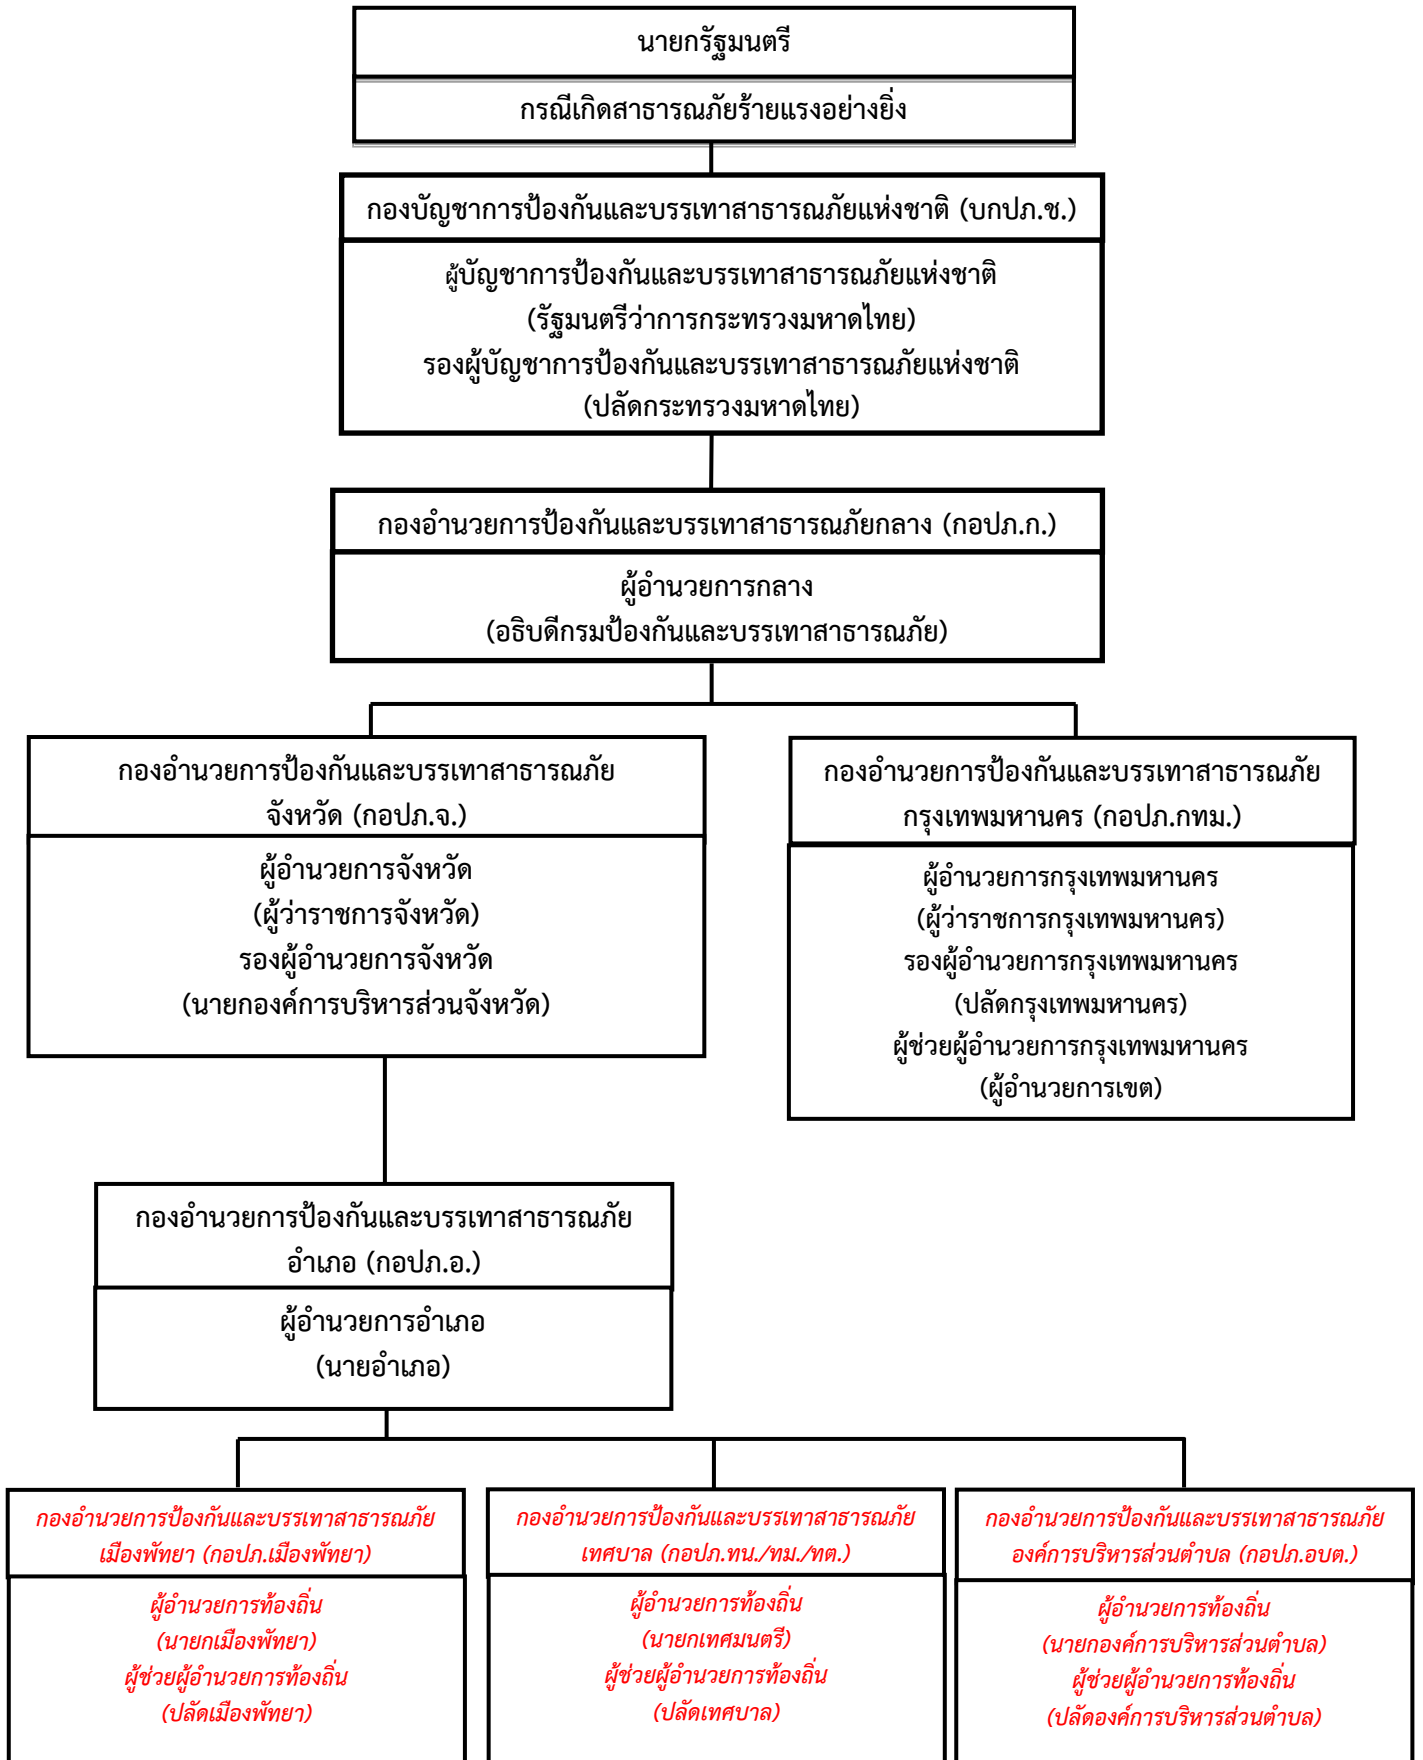 นายกรัฐมนตรี
กรณีเกิดสาธารณภัยร้ายแรงอย่างยิ่ง
กองบัญชาการป้องกันและบรรเทาสาธารณภัยแห่งชาติ (บกปภ.ช.)
ผู้บัญชาการป้องกันและบรรเทาสาธารณภัยแห่งชาติ
(รัฐมนตรีว่าการกระทรวงมหาดไทย)
รองผู้บัญชาการป้องกันและบรรเทาสาธารณภัยแห่งชาติ
(ปลัดกระทรวงมหาดไทย)
กองอำนวยการป้องกันและบรรเทาสาธารณภัยกลาง (กอปภ.ก.)
ผู้อำนวยการกลาง
(อธิบดีกรมป้องกันและบรรเทาสาธารณภัย)
กองอำนวยการป้องกันและบรรเทาสาธารณภัย
จังหวัด (กอปภ.จ.)
ผู้อำนวยการจังหวัด
(ผู้ว่าราชการจังหวัด)
รองผู้อำนวยการจังหวัด
(นายกองค์การบริหารส่วนจังหวัด)
กองอำนวยการป้องกันและบรรเทาสาธารณภัย
กรุงเทพมหานคร (กอปภ.กทม.)
ผู้อำนวยการกรุงเทพมหานคร
(ผู้ว่าราชการกรุงเทพมหานคร)
รองผู้อำนวยการกรุงเทพมหานคร
(ปลัดกรุงเทพมหานคร)
ผู้ช่วยผู้อำนวยการกรุงเทพมหานคร
(ผู้อำนวยการเขต)
กองอำนวยการป้องกันและบรรเทาสาธารณภัย
อำเภอ (กอปภ.อ.)
ผู้อำนวยการอำเภอ
(นายอำเภอ)
กองอำนวยการป้องกันและบรรเทาสาธารณภัย
เมืองพัทยา (กอปภ.เมืองพัทยา)
ผู้อำนวยการท้องถิ่น
(นายกเมืองพัทยา)
ผู้ช่วยผู้อำนวยการท้องถิ่น
(ปลัดเมืองพัทยา)
กองอำนวยการป้องกันและบรรเทาสาธารณภัย
เทศบาล (กอปภ.ทน./ทม./ทต.)
ผู้อำนวยการท้องถิ่น
(นายกเทศมนตรี)
ผู้ช่วยผู้อำนวยการท้องถิ่น
(ปลัดเทศบาล)
กองอำนวยการป้องกันและบรรเทาสาธารณภัย
องค์การบริหารส่วนตำบล (กอปภ.อบต.)
ผู้อำนวยการท้องถิ่น
(นายกองค์การบริหารส่วนตำบล)
ผู้ช่วยผู้อำนวยการท้องถิ่น
(ปลัดองค์การบริหารส่วนตำบล)